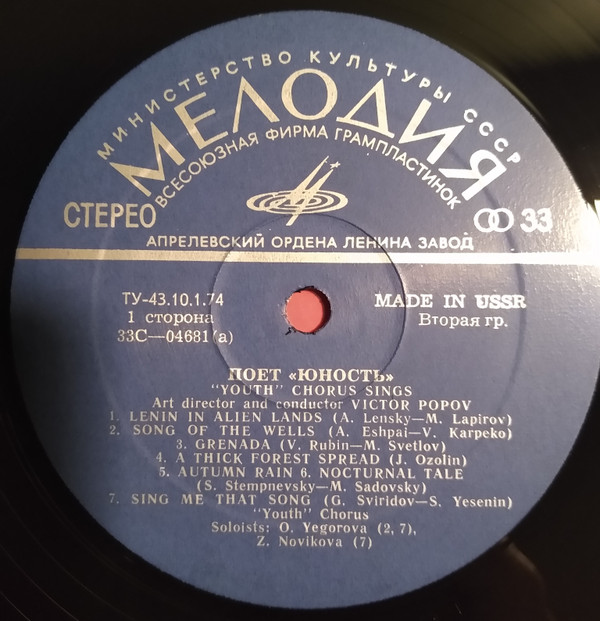 МИНИСТЕРСТВО КУЛЬТУРЫ СССР
МЕЛОДИЯ
ВСЕСОЮЗНАЯ ФИРМА ГРАМПЛАСТИНОК
СТЕРЕО
33
АПРЕЛЕВСКИЙ ОРДЕНА ЛЕНИНА ЗАВОД
ТУ-43.10.1.74
MADE IN USSR
1 сторона
Вторая гр.
33С—04681(а)
ПОЕТ «ЮНОСТЬ»
"YOUTH" CHORUS SINGS
Art director and conductor VICTOR POPOV
1. LENIN IN ALIEN LANDS (A. Lensky—M. Lapirov)
2. SONG OF THE WELLS (A. Eshpai—V. Karpeko)
3. GRENADA (V. Rubin—M. Svetlov)
4. A THICK FOREST SPREAD (J. Ozolin)
5. AUTUMN RAIN 6. NOCTURNAL TALE
(S. Stempnevsky—M. Sadovsky)
7. SING ME THAT SONG (G. Sviridov—S. Yesenin)
"Youth" Chorus
Soloists: O. Yegorova (2, 7),
Z. Novikova (7)